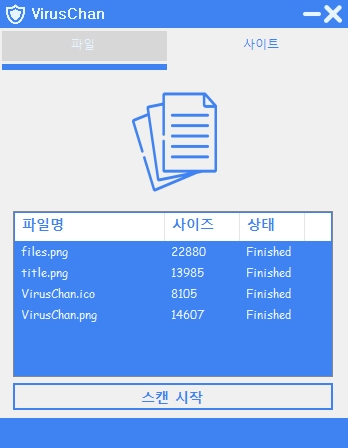 VirusChan
파일 사이트
파일명 사이즈 상태
files.png 22880 Finished
title.png 13985 Finished
VirusChan.ico 8105 Finished
VirusChan.png 14607 Finished
스캔 시작